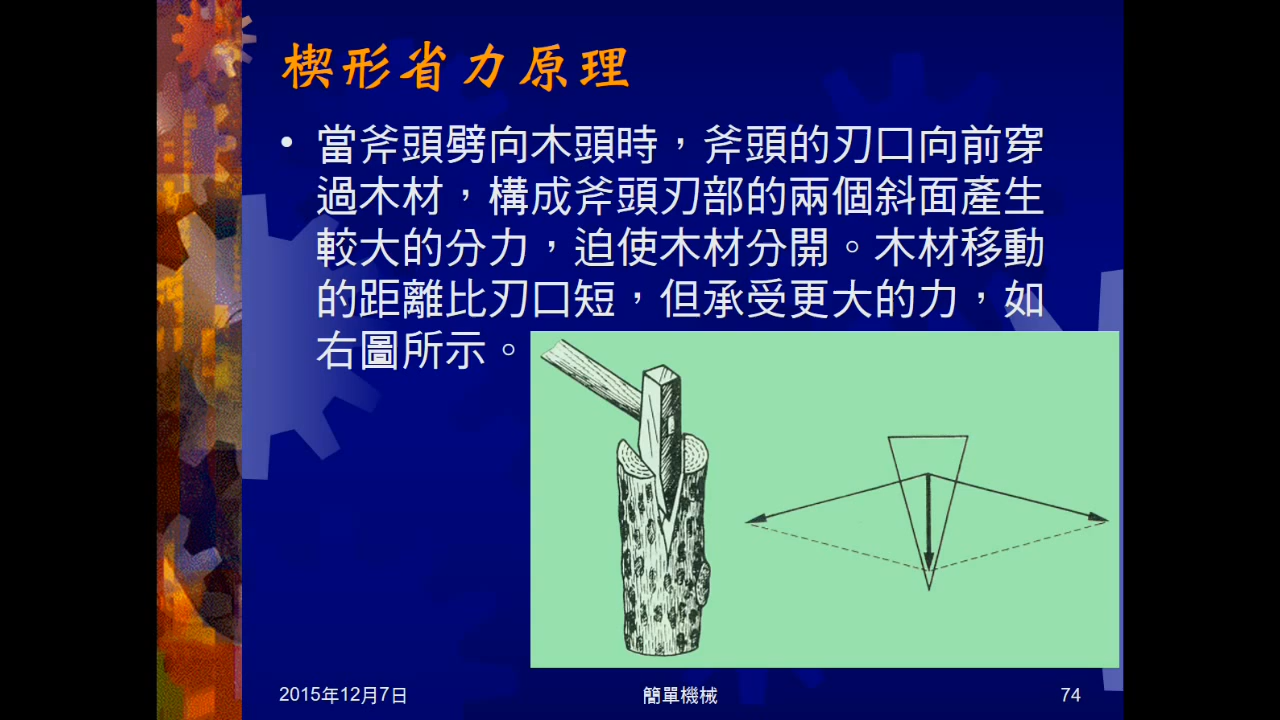 楔形省力原理
• 當斧頭劈向木頭時，斧頭的刃口向前穿
過木材，構成斧頭刃部的兩個斜面產生
較大的分力，迫使木材分開。木材移動
的距離比刃口短，但承受更大的力，如
右圖所示。
2015年12月7日
簡單機械
74